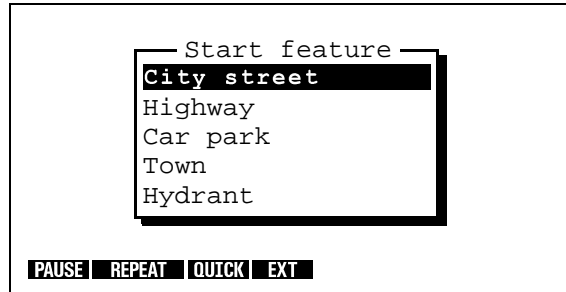 Start feature
City street
Highway
Car park
Town
Hydrant
PAUSE REPEAT QUICK EXT